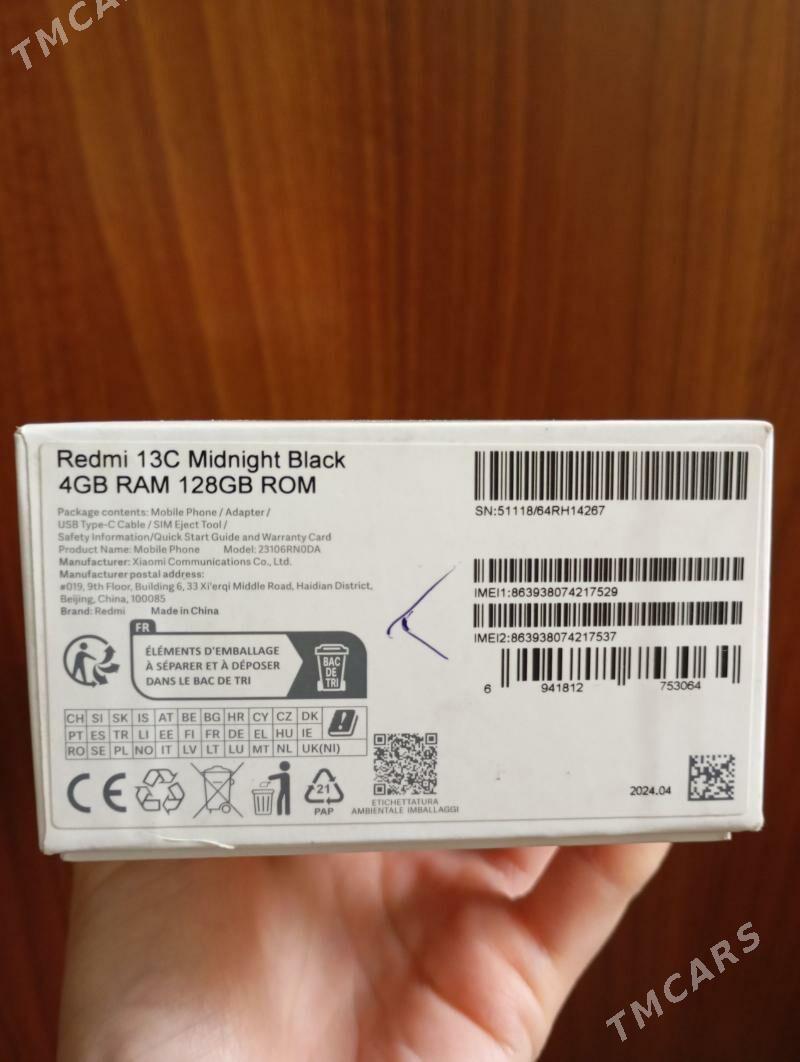 TMCARS
Redmi 13C Midnight Black
4GB RAM 128GB ROM
Package contents: Mobile Phone / Adapter /
USB Type-C Cable / SIM Eject Tool /
Safety Information/Quick Start Guide and Warranty Card
Product Name: Mobile Phone Model: 23106RN0DA
Manufacturer: Xiaomi Communications Co., Ltd.
Manufacturer postal address:
#019, 9th Floor, Building 6, 33 Xi'erqi Middle Road, Haidian District,
Beijing, China, 100085
Brand: Redmi Made in China
FR
ÉLÉMENTS D'EMBALLAGE
À SÉPARER ET À DÉPOSER
DANS LE BAC DE TRI
BAC
DE
TRI
CH SI SK IS AT BE BG HR CY CZ DK
PT ES TR LI EE FI FR DE EL HU IE
RO SE PL NO IT LV LT LU MT NL UK(NI)
CE
21
PAP
ETICHETTATURA
AMBIENTALE IMBALLAGGI
SN:51118/64RH14267
IMEI1:863938074217529
IMEI2:863938074217537
6 941812 753064
2024.04
TMCARS